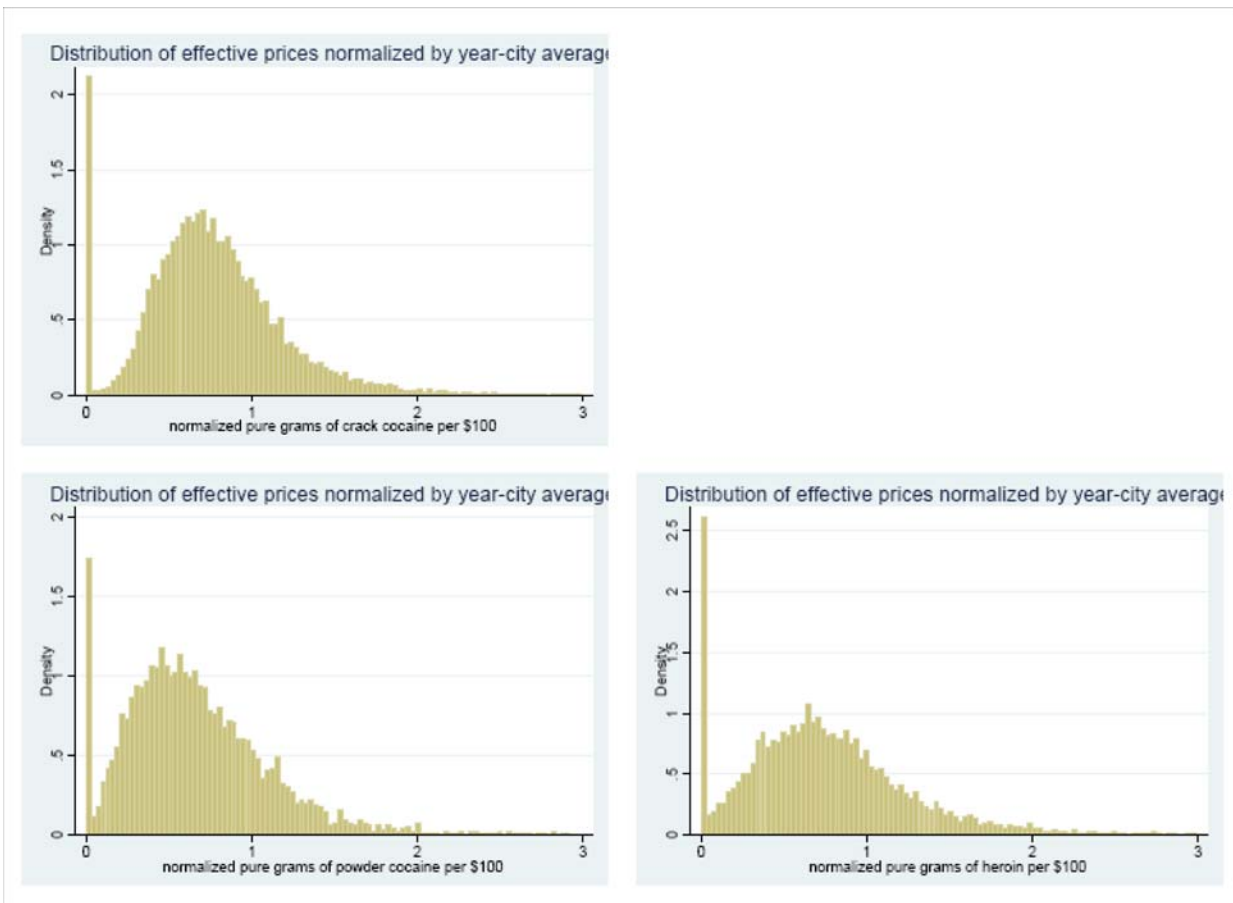 Distribution of effective prices normalized by year-city average
2
1.5
1
.5
0
Density
0 1 2 3
normalized pure grams of crack cocaine per $100
Distribution of effective prices normalized by year-city average
2
1.5
1
.5
0
Density
0 1 2 3
normalized pure grams of powder cocaine per $100
Distribution of effective prices normalized by year-city average
2.5
2
1.5
1
.5
0
Density
0 1 2 3
normalized pure grams of heroin per $100